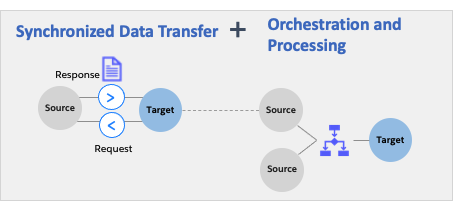 Synchronized Data Transfer + Orchestration and
Processing
Response
Source
>
Target
<
Request
Source
Source
Target